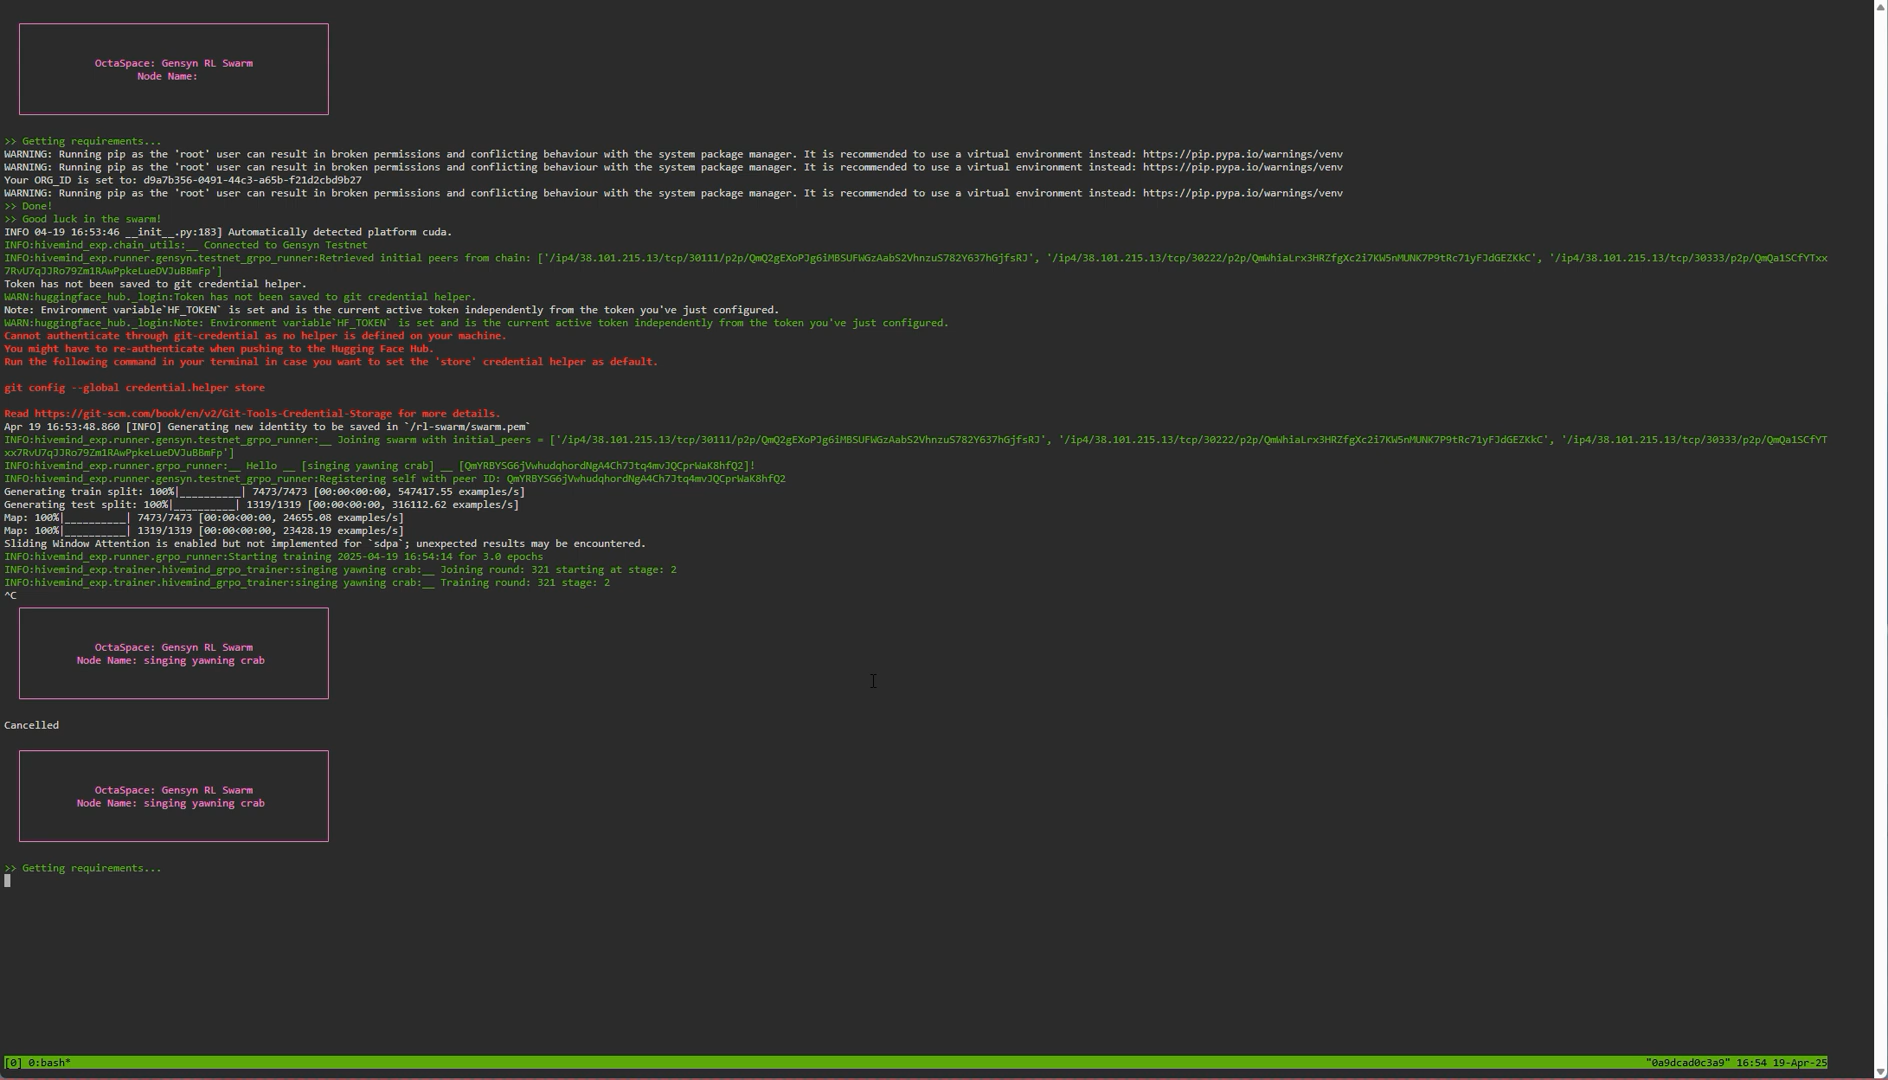 OctaSpace: Gensyn RL Swarm
Node Name:
>> Getting requirements...
WARNING: Running pip as the 'root' user can result in broken permissions and conflicting behaviour with the system package manager. It is recommended to use a virtual environment instead: https://pip.pypa.io/warnings/venv
WARNING: Running pip as the 'root' user can result in broken permissions and conflicting behaviour with the system package manager. It is recommended to use a virtual environment instead: https://pip.pypa.io/warnings/venv
Your ORG_ID is set to: d9a7b356-0491-44c3-a65b-f21d2cbd9b27
WARNING: Running pip as the 'root' user can result in broken permissions and conflicting behaviour with the system package manager. It is recommended to use a virtual environment instead: https://pip.pypa.io/warnings/venv
>> Done!
>> Good luck in the swarm!
INFO 04-19 16:53:46 __init__.py:183] Automatically detected platform cuda.
INFO:hivemind_exp.chain_utils:__ Connected to Gensyn Testnet
INFO:hivemind_exp.runner.gensyn.testnet_grpo_runner:Retrieved initial peers from chain: ['/ip4/38.101.215.13/tcp/30111/p2p/QmQ2gEXoPJg6iMBSUFWGzAabS2VhnzuS782Y637hGjfsRJ', '/ip4/38.101.215.13/tcp/30222/p2p/QmWhiaLrx3HRZfgXc2i7KW5nMUNK7P9tRc71yFJdGEZKkC', '/ip4/38.101.215.13/tcp/30333/p2p/QmQa1SCfYTxx
7RvU7qJJRo79Zm1RAwPpkeLueDVJuBBmFp']
Token has not been saved to git credential helper.
WARN:huggingface_hub._login:Token has not been saved to git credential helper.
Note: Environment variable`HF_TOKEN` is set and is the current active token independently from the token you've just configured.
WARN:huggingface_hub._login:Note: Environment variable`HF_TOKEN` is set and is the current active token independently from the token you've just configured.
Cannot authenticate through git-credential as no helper is defined on your machine.
You might have to re-authenticate when pushing to the Hugging Face Hub.
Run the following command in your terminal in case you want to set the 'store' credential helper as default.
git config --global credential.helper store
Read https://git-scm.com/book/en/v2/Git-Tools-Credential-Storage for more details.
Apr 19 16:53:48.860 [INFO] Generating new identity to be saved in `/rl-swarm/swarm.pem`
INFO:hivemind_exp.runner.gensyn.testnet_grpo_runner:__ Joining swarm with initial_peers = ['/ip4/38.101.215.13/tcp/30111/p2p/QmQ2gEXoPJg6iMBSUFWGzAabS2VhnzuS782Y637hGjfsRJ', '/ip4/38.101.215.13/tcp/30222/p2p/QmWhiaLrx3HRZfgXc2i7KW5nMUNK7P9tRc71yFJdGEZKkC', '/ip4/38.101.215.13/tcp/30333/p2p/QmQa1SCfYT
xx7RvU7qJJRo79Zm1RAwPpkeLueDVJuBBmFp']
INFO:hivemind_exp.runner.grpo_runner:__ Hello __ [singing yawning crab] __ [QmYRBYSG6jVwhudqhordNgA4Ch7Jtq4mvJQCprWaK8hfQ2]!
INFO:hivemind_exp.runner.gensyn.testnet_grpo_runner:Registering self with peer ID: QmYRBYSG6jVwhudqhordNgA4Ch7Jtq4mvJQCprWaK8hfQ2
Generating train split: 100%|__________| 7473/7473 [00:00<00:00, 547417.55 examples/s]
Generating test split: 100%|__________| 1319/1319 [00:00<00:00, 316112.62 examples/s]
Map: 100%|__________| 7473/7473 [00:00<00:00, 24655.08 examples/s]
Map: 100%|__________| 1319/1319 [00:00<00:00, 23428.19 examples/s]
Sliding Window Attention is enabled but not implemented for `sdpa`; unexpected results may be encountered.
INFO:hivemind_exp.runner.grpo_runner:Starting training 2025-04-19 16:54:14 for 3.0 epochs
INFO:hivemind_exp.trainer.hivemind_grpo_trainer:singing yawning crab:__ Joining round: 321 starting at stage: 2
INFO:hivemind_exp.trainer.hivemind_grpo_trainer:singing yawning crab:__ Training round: 321 stage: 2
^C
OctaSpace: Gensyn RL Swarm
Node Name: singing yawning crab
Cancelled
OctaSpace: Gensyn RL Swarm
Node Name: singing yawning crab
>> Getting requirements...
[0] 0:bash* "0a9dcad0c3a9" 16:54 19-Apr-25